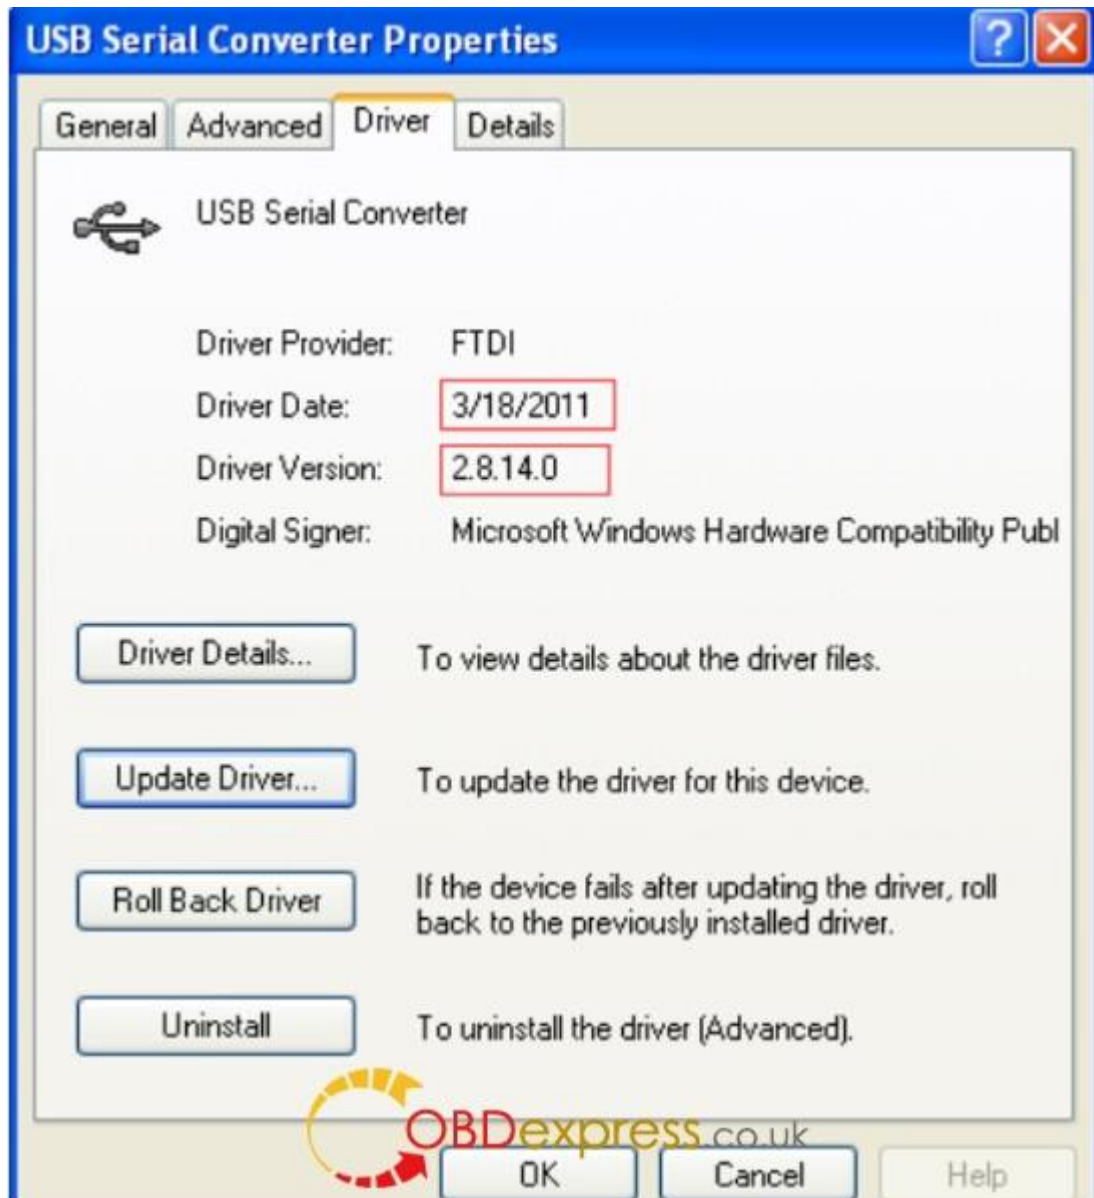 USB Serial Converter Properties
General Advanced Driver Details
USB Serial Converter
Driver Provider: FTDI
Driver Date: 3/18/2011
Driver Version: 2.8.14.0
Digital Signer: Microsoft Windows Hardware Compatibility Publ
Driver Details... To view details about the driver files.
Update Driver... To update the driver for this device.
Roll Back Driver If the device fails after updating the driver, roll
back to the previously installed driver.
Uninstall To uninstall the driver (Advanced).
OBDexpress.co.uk
OK Cancel Help